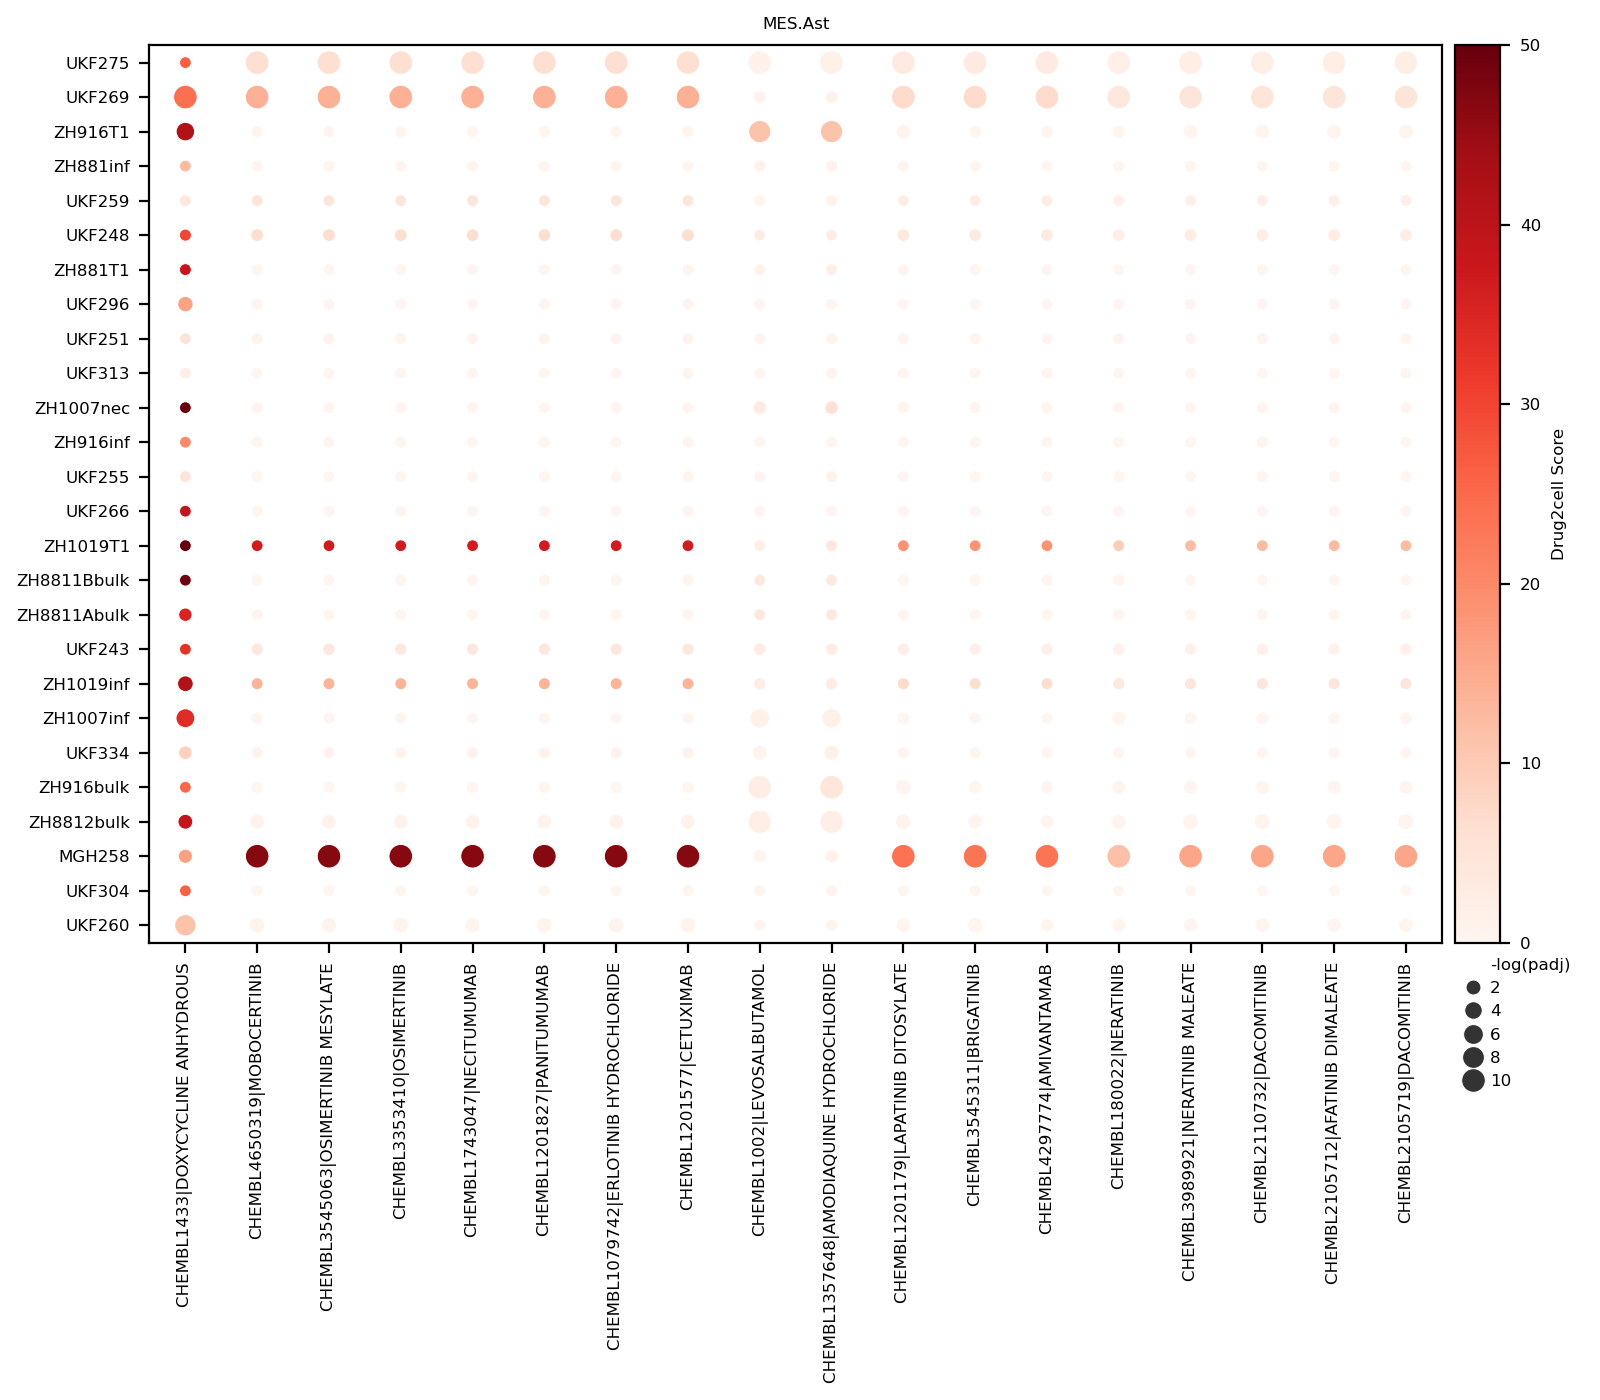 MES.Ast
UKF275
UKF269
ZH916T1
ZH881inf
UKF259
UKF248
ZH881T1
UKF296
UKF251
UKF313
ZH1007nec
ZH916inf
UKF255
UKF266
ZH1019T1
ZH8811Bbulk
ZH8811Abulk
UKF243
ZH1019inf
ZH1007inf
UKF334
ZH916bulk
ZH8812bulk
MGH258
UKF304
UKF260
CHEMBL1433|DOXYCYCLINE ANHYDROUS
CHEMBL4650319|MOBOCERTINIB
CHEMBL3545063|OSIMERTINIB MESYLATE
CHEMBL3353410|OSIMERTINIB
CHEMBL1743047|NECITUMUMAB
CHEMBL1201827|PANITUMUMAB
CHEMBL1079742|ERLOTINIB HYDROCHLORIDE
CHEMBL1201577|CETUXIMAB
CHEMBL1002|LEVOSALBUTAMOL
CHEMBL1357648|AMODIAQUINE HYDROCHLORIDE
CHEMBL1201179|LAPATINIB DITOSYLATE
CHEMBL3545311|BRIGATINIB
CHEMBL4297774|AMIVANTAMAB
CHEMBL180022|NERATINIB
CHEMBL3989921|NERATINIB MALEATE
CHEMBL2110732|DACOMITINIB
CHEMBL2105712|AFATINIB DIMALEATE
CHEMBL2105719|DACOMITINIB
50
40
30
20
10
0
Drug2cell Score
-log(padj)
2
4
6
8
10